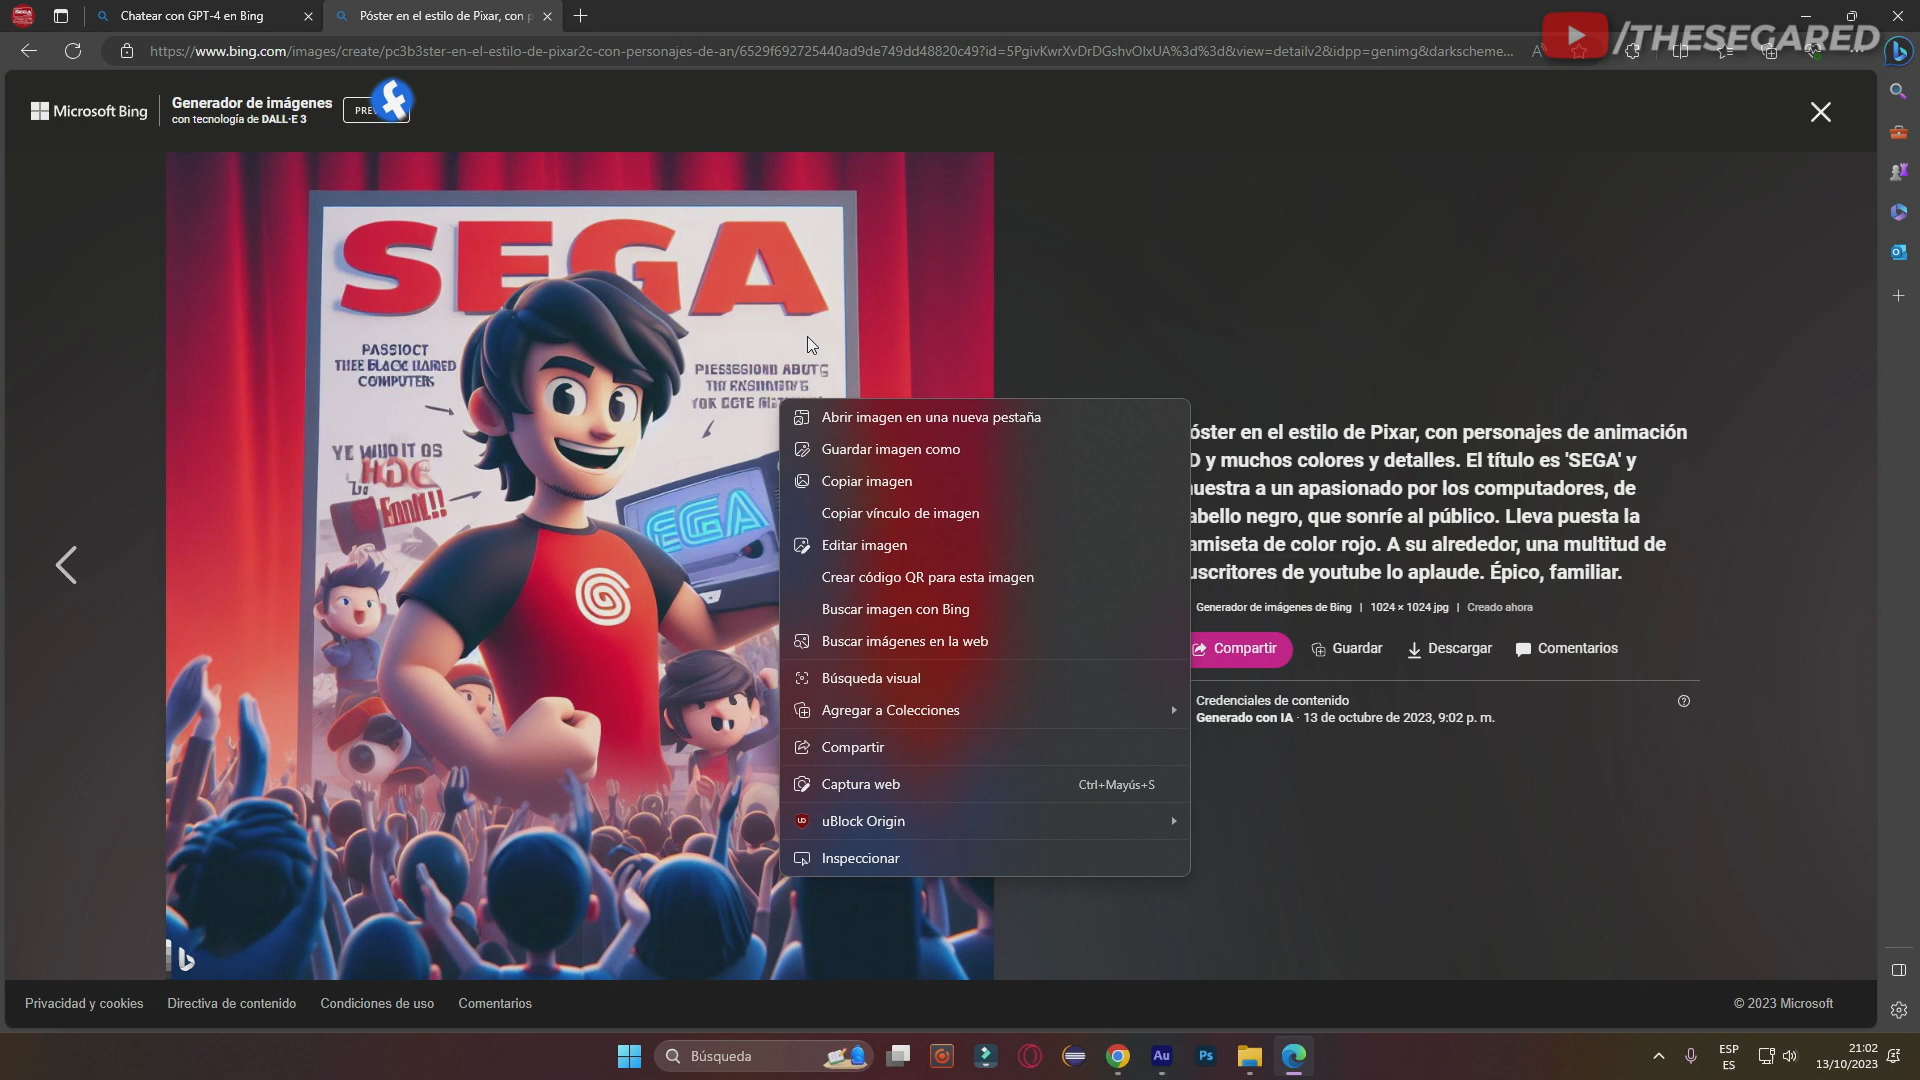 Chatear con GPT-4 en Bing
Póster en el estilo de Pixar, con p
https://www.bing.com/images/create/pc3b3ster-en-el-estilo-de-pixar2c-con-personajes-de-an/6529f692725440ad9de749dd48820c49?id=5PgivKwrXvDrDGshvOlxUA%3d%3d&view=detailv2&idpp=genimg&darkscheme...
/THESEGARED
Microsoft Bing
Generador de imágenes
con tecnología de DALL·E 3
PRE
SEGA
PASSIOCT
THEE BLACK
COMPUTERS
YE
OS
EGA
Abrir imagen en una nueva pestaña
Guardar imagen como
Copiar imagen
Copiar vínculo de imagen
Editar imagen
Crear código QR para esta imagen
Buscar imagen con Bing
Buscar imágenes en la web
Búsqueda visual
Agregar a Colecciones
Compartir
Captura web Ctrl+Mayús+S
uBlock Origin
Inspeccionar
óster en el estilo de Pixar, con personajes de animación
D y muchos colores y detalles. El título es 'SEGA' y
uestra a un apasionado por los computadores, de
abello negro, que sonríe al público. Lleva puesta la
amiseta de color rojo. A su alrededor, una multitud de
uscritores de youtube lo aplaude. Épico, familiar.
Generador de imágenes de Bing | 1024 × 1024 jpg | Creado ahora
Compartir Guardar Descargar Comentarios
Credenciales de contenido
Generado con IA · 13 de octubre de 2023, 9:02 p. m.
Privacidad y cookies Directiva de contenido Condiciones de uso Comentarios
© 2023 Microsoft
Búsqueda
Au
Ps
ESP
ES
21:02
13/10/2023